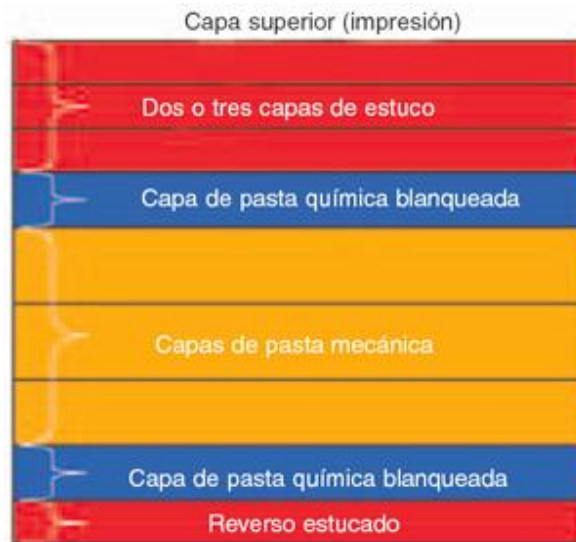 Capa superior (impresión)
Dos o tres capas de estuco
Capa de pasta química blanqueada
Capas de pasta mecánica
Capa de pasta química blanqueada
Reverso estucado